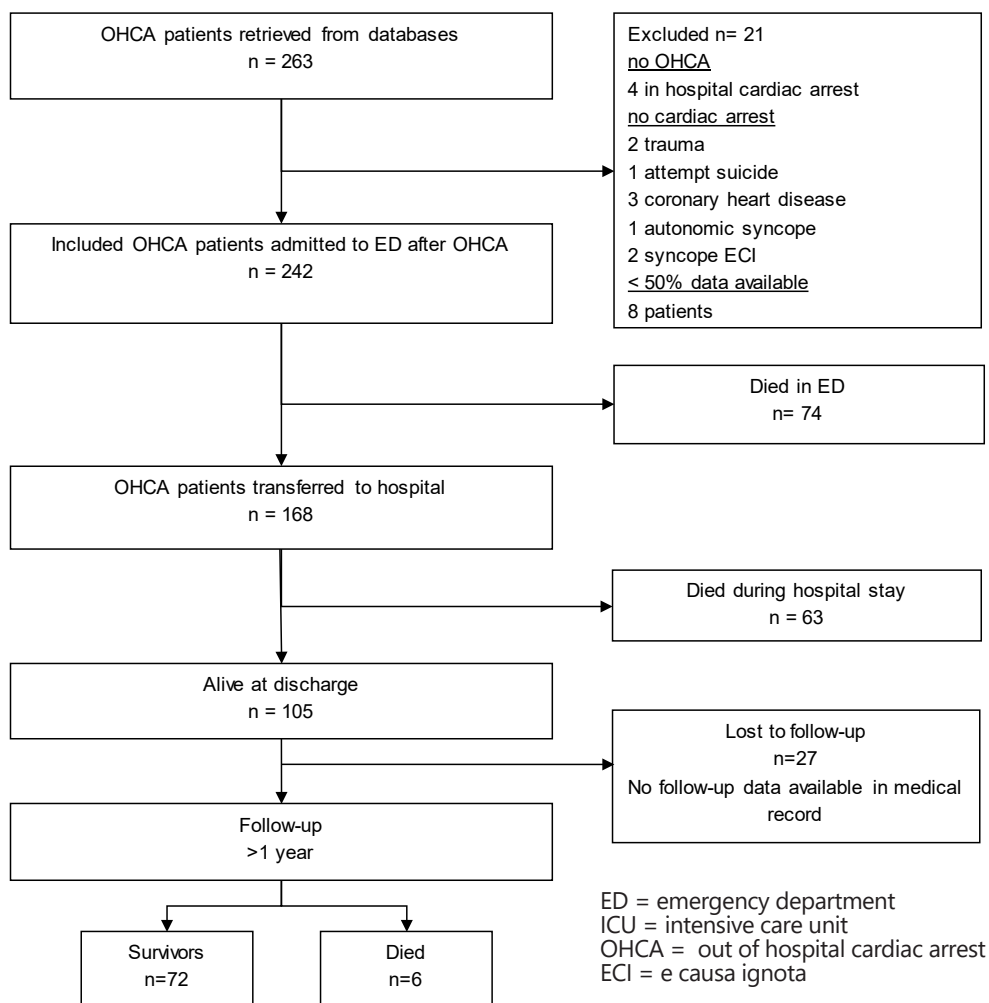 OHCA patients retrieved from databases
n = 263
Excluded n= 21
no OHCA
4 in hospital cardiac arrest
no cardiac arrest
2 trauma
1 attempt suicide
3 coronary heart disease
1 autonomic syncope
2 syncope ECI
< 50% data available
8 patients
Included OHCA patients admitted to ED after OHCA
n = 242
Died in ED
n= 74
OHCA patients transferred to hospital
n = 168
Died during hospital stay
n = 63
Alive at discharge
n = 105
Lost to follow-up
n=27
No follow-up data available in medical
record
Follow-up
>1 year
Survivors
n=72
Died
n=6
ED = emergency department
ICU = intensive care unit
OHCA = out of hospital cardiac arrest
ECI = e causa ignota